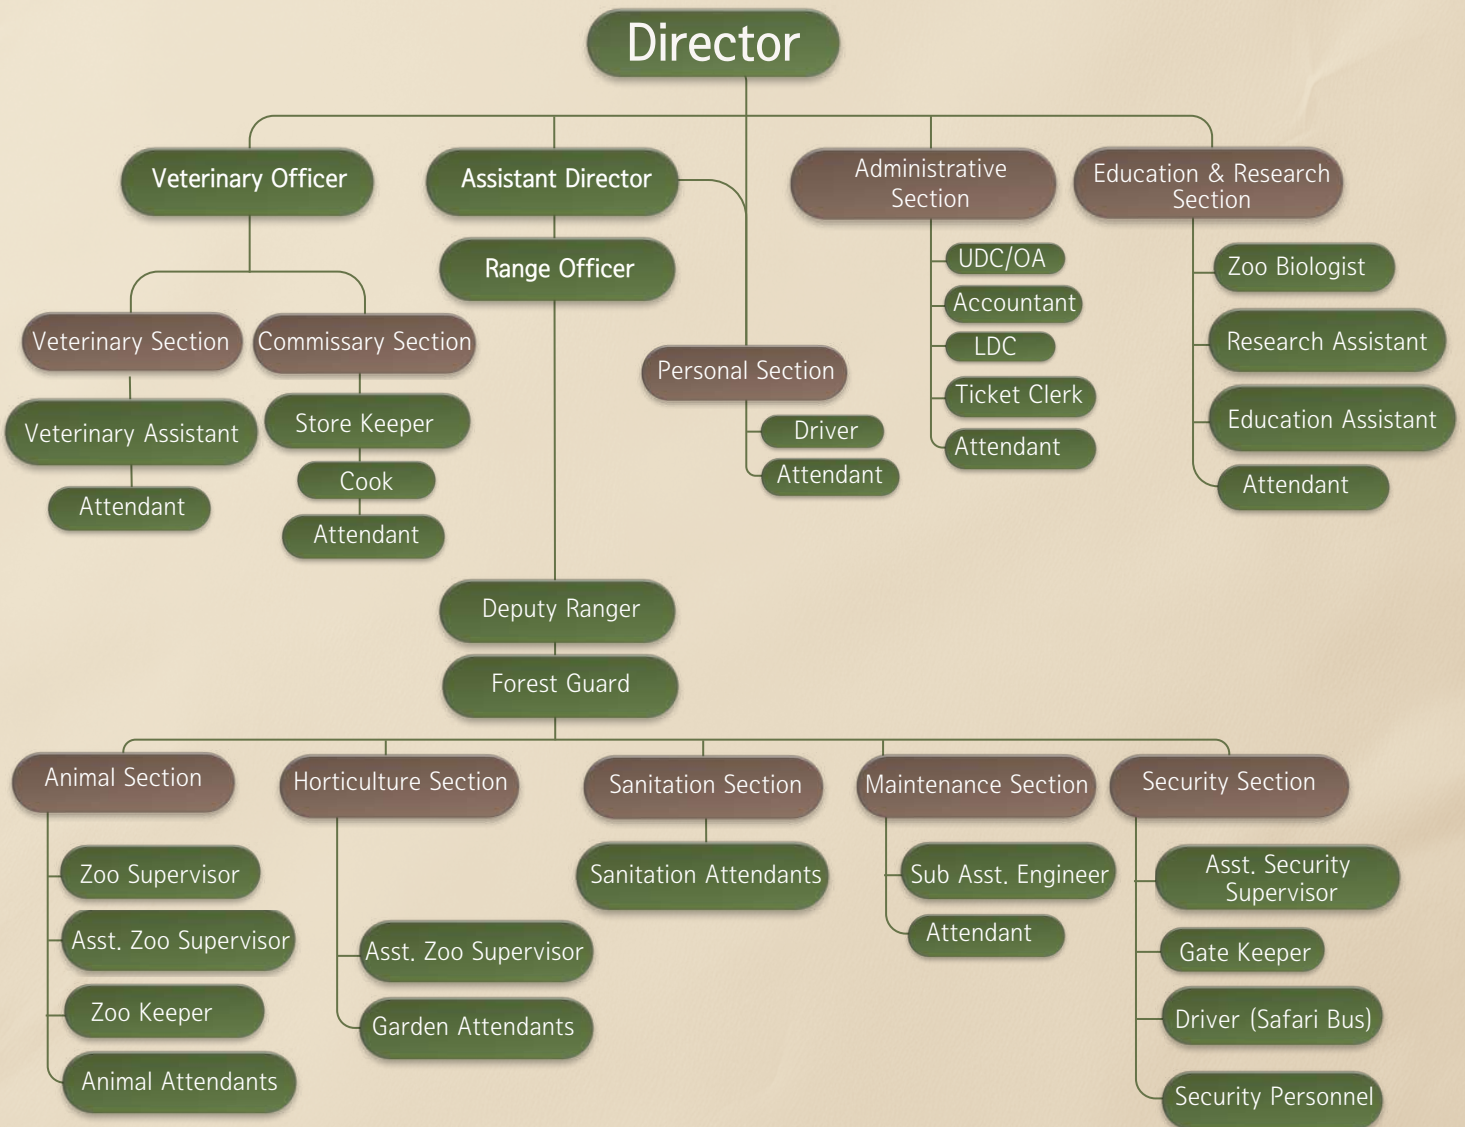 Director
Veterinary Officer
Assistant Director
Administrative
Section
Education & Research
Section
Range Officer
UDC/OA
Accountant
LDC
Ticket Clerk
Attendant
Zoo Biologist
Research Assistant
Education Assistant
Attendant
Veterinary Section
Commissary Section
Personal Section
Veterinary Assistant
Attendant
Store Keeper
Cook
Attendant
Driver
Attendant
Deputy Ranger
Forest Guard
Animal Section
Horticulture Section
Sanitation Section
Maintenance Section
Security Section
Zoo Supervisor
Asst. Zoo Supervisor
Zoo Keeper
Animal Attendants
Asst. Zoo Supervisor
Garden Attendants
Sanitation Attendants
Sub Asst. Engineer
Attendant
Asst. Security
Supervisor
Gate Keeper
Driver (Safari Bus)
Security Personnel